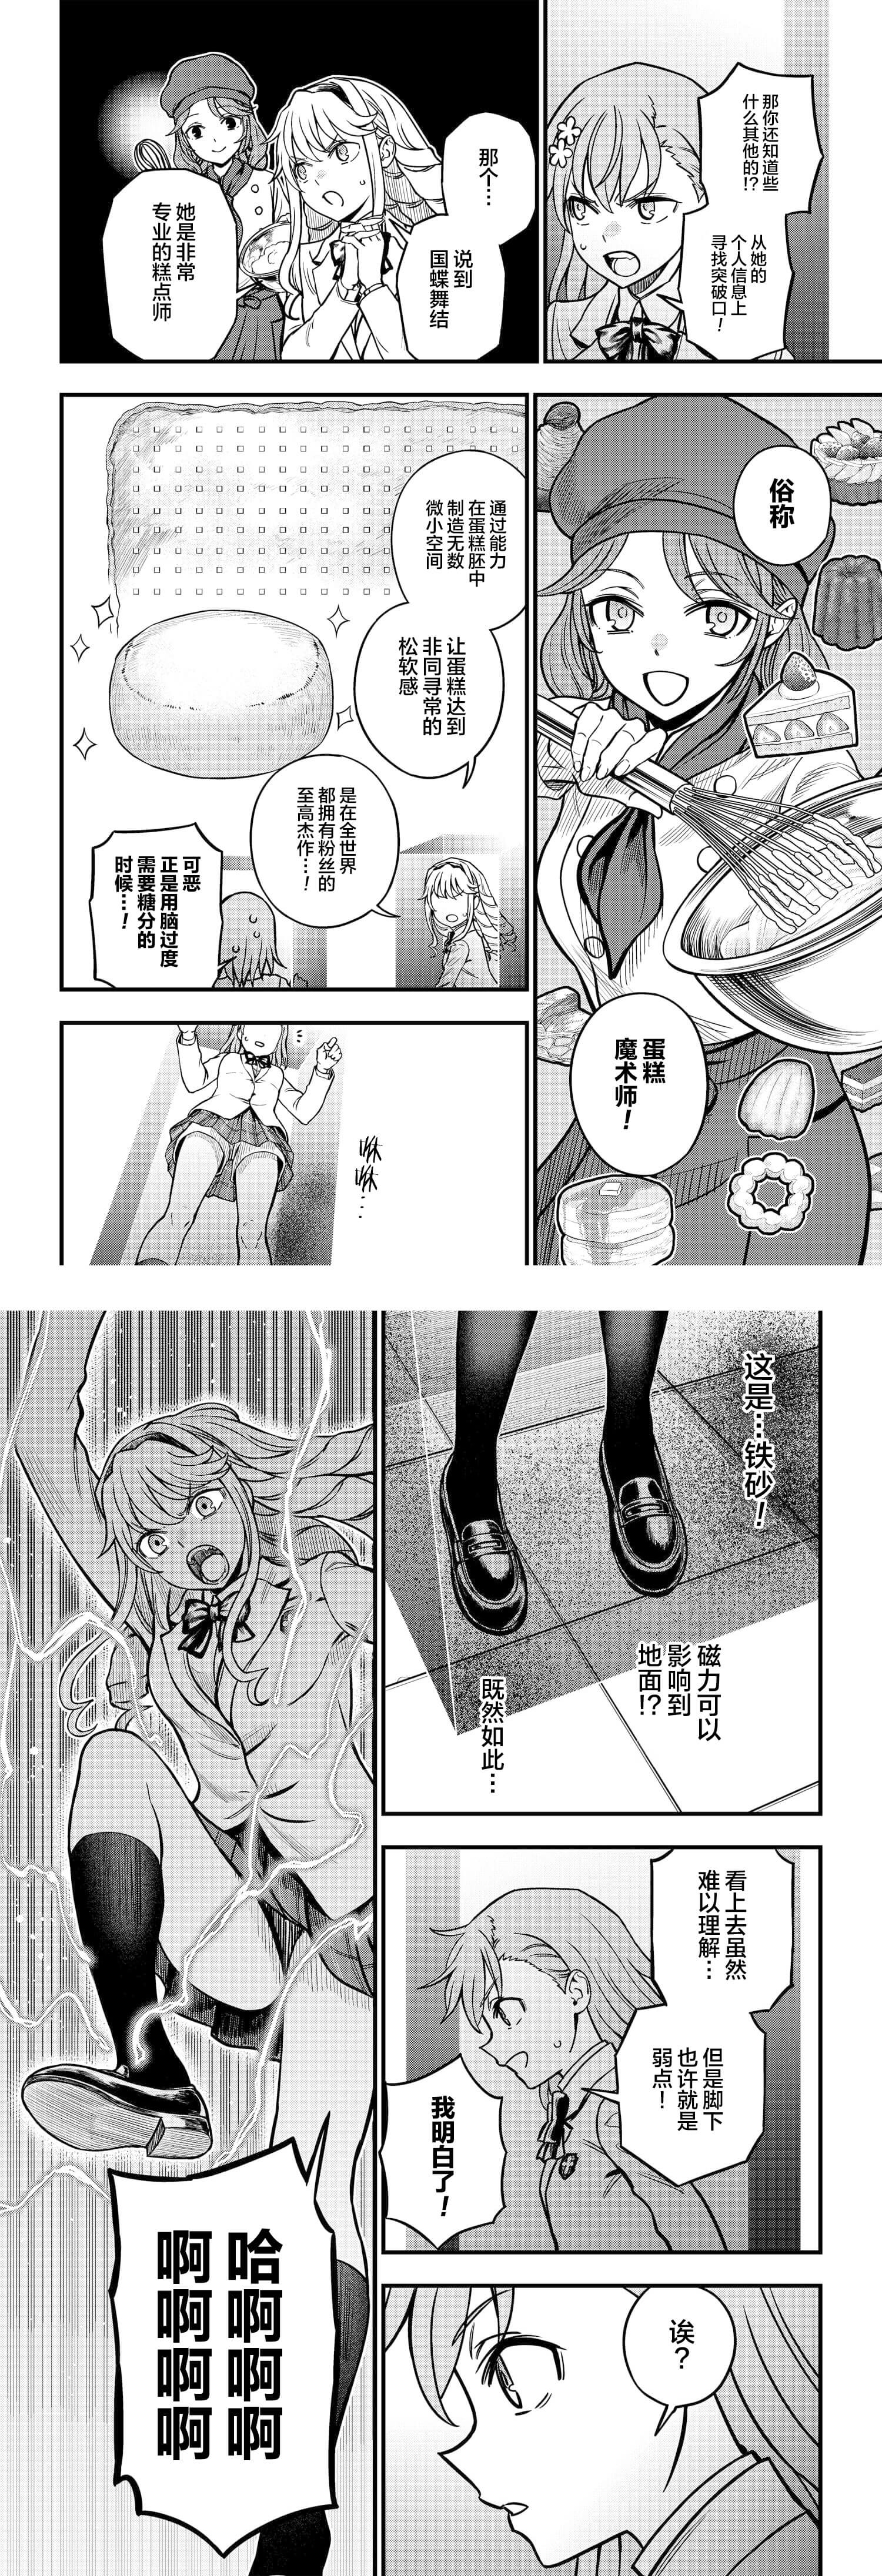 那你还知道些
什么其他的!?
从她的
个人信息上
寻找突破口！
那个…
说到
国蝶舞结
她是非常
专业的糕点师
俗称
蛋糕
魔术师！
通过能力
在蛋糕胚中
制造无数
微小空间
让蛋糕达到
非同寻常的
松软感
是在全世界
都拥有粉丝的
至高杰作…！
可恶
正是用脑过度
需要糖分的
时候…！
咻
咻…
这是…铁砂！
磁力可以
影响到
地面!?
既然如此…
看上去虽然
难以理解…
但是脚下
也许就是
弱点！
我明白了！
诶？
哈啊啊啊
啊啊啊啊